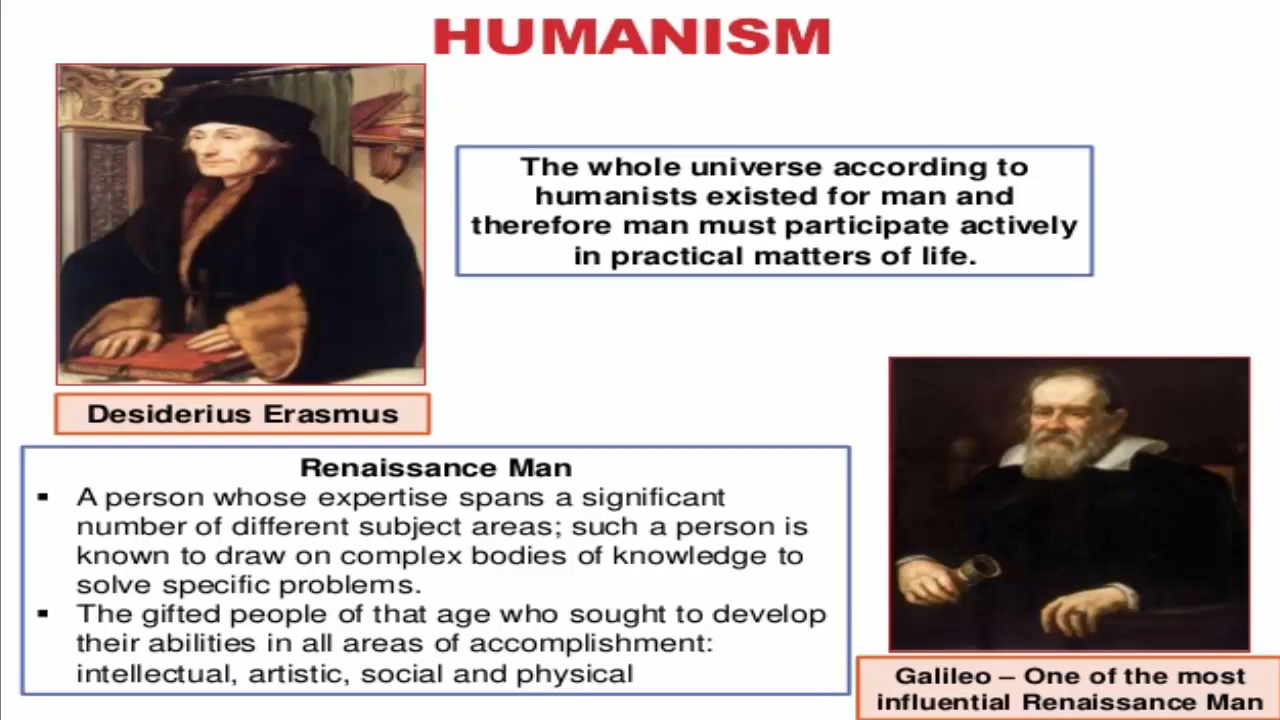 HUMANISM
The whole universe according to
humanists existed for man and
therefore man must participate actively
in practical matters of life.
Desiderius Erasmus
Renaissance Man
▪ A person whose expertise spans a significant
number of different subject areas; such a person is
known to draw on complex bodies of knowledge to
solve specific problems.
▪ The gifted people of that age who sought to develop
their abilities in all areas of accomplishment:
intellectual, artistic, social and physical
Galileo – One of the most
influential Renaissance Man